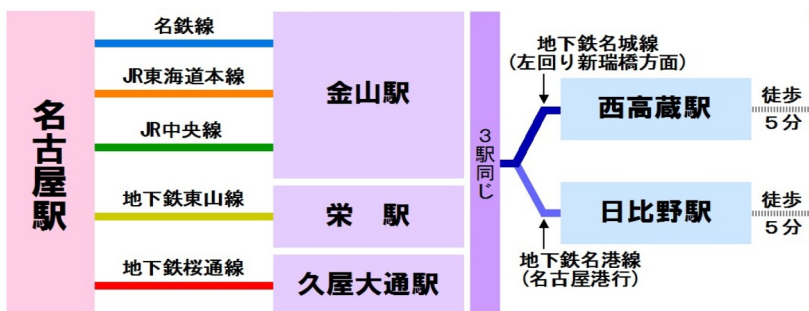 名古屋駅
名鉄線
JR東海道本線
JR中央線
地下鉄東山線
地下鉄桜通線
金山駅
栄　駅
久屋大通駅
3駅同じ
地下鉄名城線
(左回り新瑞橋方面)
西高蔵駅
徒歩
5分
日比野駅
徒歩
5分
地下鉄名港線
(名古屋港行)